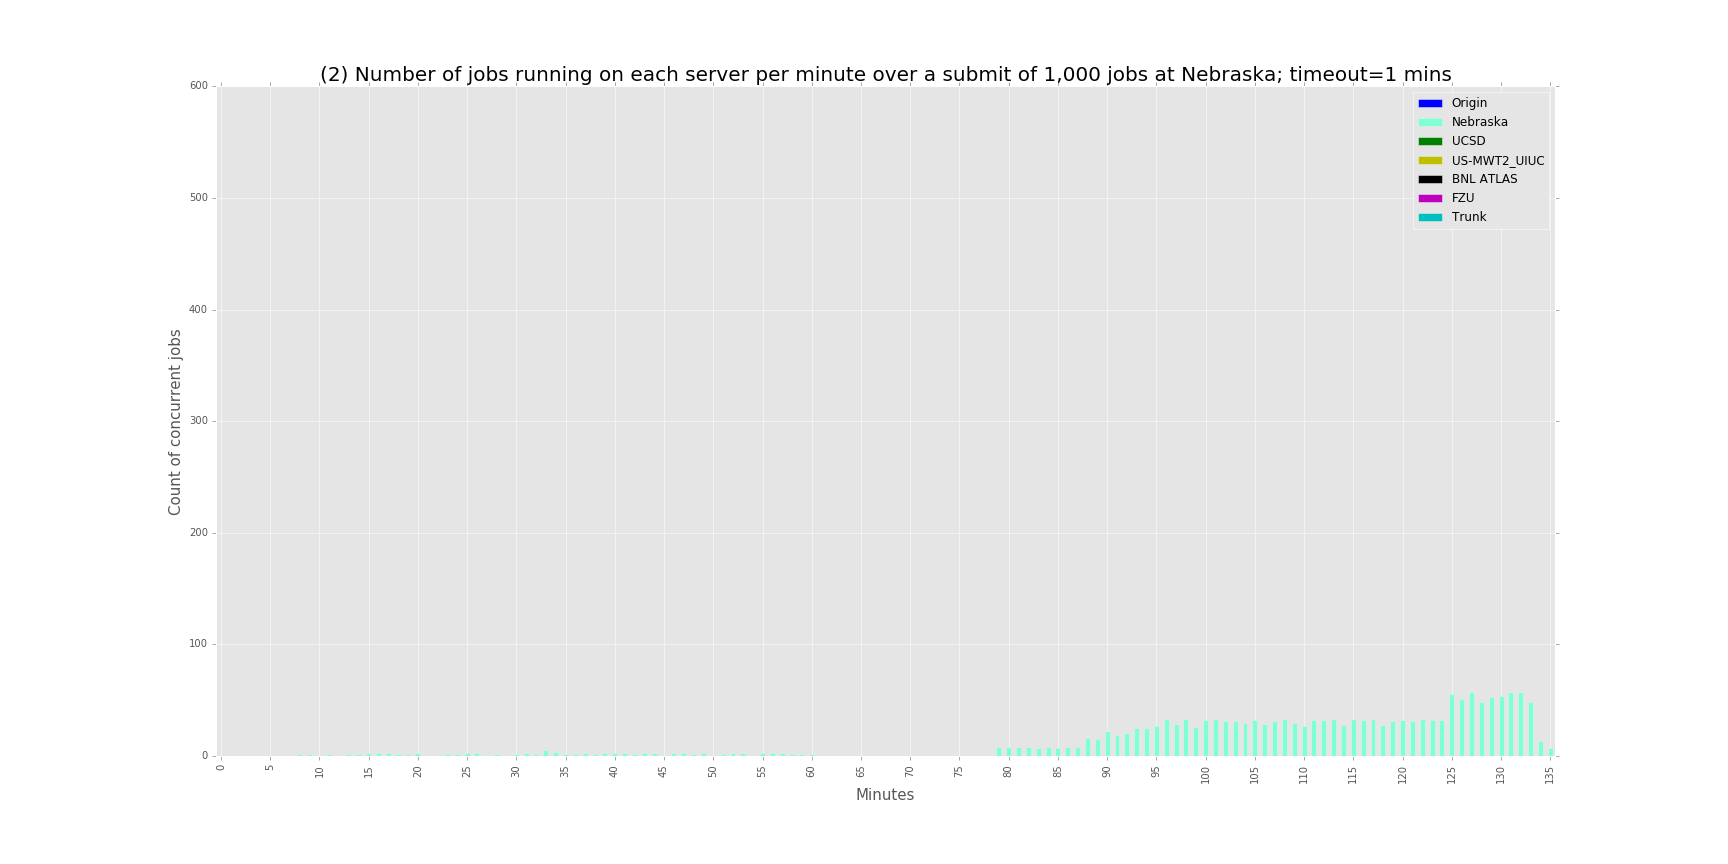 (2) Number of jobs running on each server per minute over a submit of 1,000 jobs at Nebraska; timeout=1 mins
600
500
400
300
200
100
0
Count of concurrent jobs
Origin
Nebraska
UCSD
US-MWT2_UIUC
BNL ATLAS
FZU
Trunk
0 5 10 15 20 25 30 35 40 45 50 55 60 65 70 75 80 85 90 95 100 105 110 115 120 125 130 135
Minutes